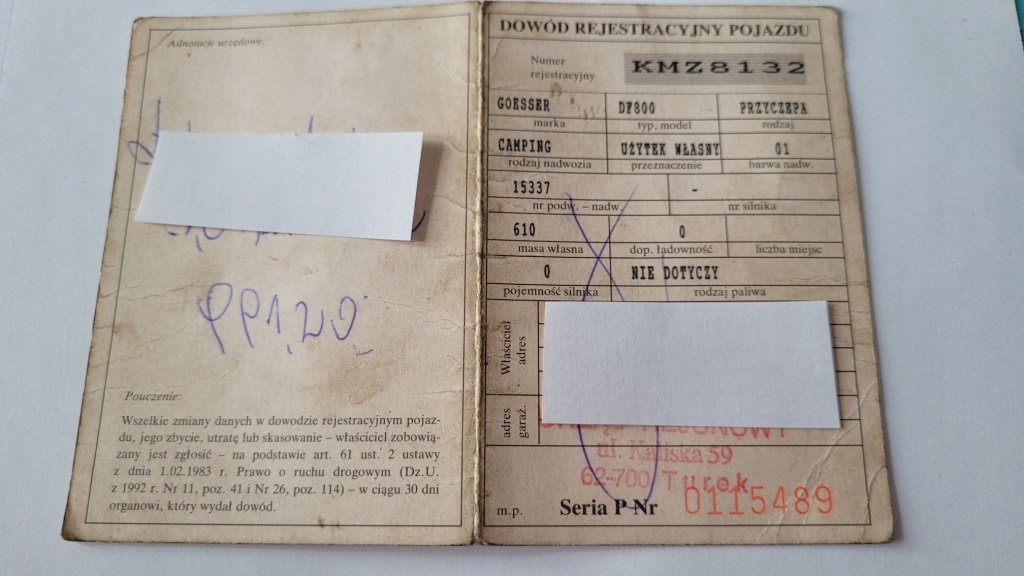 Adnotacje urzędowe.
Pouczenie:
Wszelkie zmiany danych w dowodzie rejestracyjnym pojaz-
du, jego zbycie, utratę lub skasowanie – właściciel zobowią-
zany jest zgłosić – na podstawie art. 61 ust. 2 ustawy
z dnia 1.02.1983 r. Prawo o ruchu drogowym (Dz.U.
z 1992 r. Nr 11, poz. 41 i Nr 26, poz. 114) – w ciągu 30 dni
organowi, który wydał dowód.
DOWÓD REJESTRACYJNY POJAZDU
Numer
rejestracyjny
KMZ8132
GOESSER DF800 PRZYCZEPA
marka typ, model rodzaj
CAMPING UŻYTEK WŁASNY 01
rodzaj nadwozia przeznaczenie barwa nadw.
15337 -
nr podw. – nadw. nr silnika
610 0
masa własna dop. ładowność liczba miejsc
0 NIE DOTYCZY
pojemność silnika rodzaj paliwa
Właściciel
adres
adres
garaż.
ul. Kaliska 59
62-700 Turek
m.p. Seria P Nr 0115489